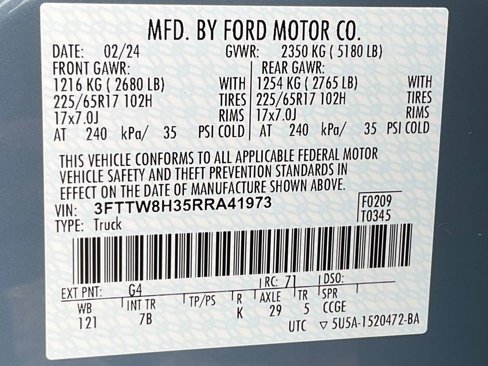 MFD. BY FORD MOTOR CO.
DATE: 02/24 GVWR: 2350 KG ( 5180 LB)
FRONT GAWR: REAR GAWR:
1216 KG ( 2680 LB) WITH 1254 KG ( 2765 LB) WITH
225/65R17 102H TIRES 225/65R17 102H TIRES
17x7.0J RIMS 17x7.0J RIMS
AT 240 kPa/ 35 PSI COLD AT 240 kPa/ 35 PSI COLD
THIS VEHICLE CONFORMS TO ALL APPLICABLE FEDERAL MOTOR
VEHICLE SAFETY AND THEFT PREVENTION STANDARDS IN
EFFECT ON THE DATE OF MANUFACTURE SHOWN ABOVE.
VIN: 3FTTW8H35RRA41973 F0209
TYPE: Truck T0345
EXT PNT: G4 RC: 71 DSO:
WB INT TR TP/PS R AXLE TR SPR
121 7B K 29 5 CCGE
UTC ▽ 5U5A-1520472-BA